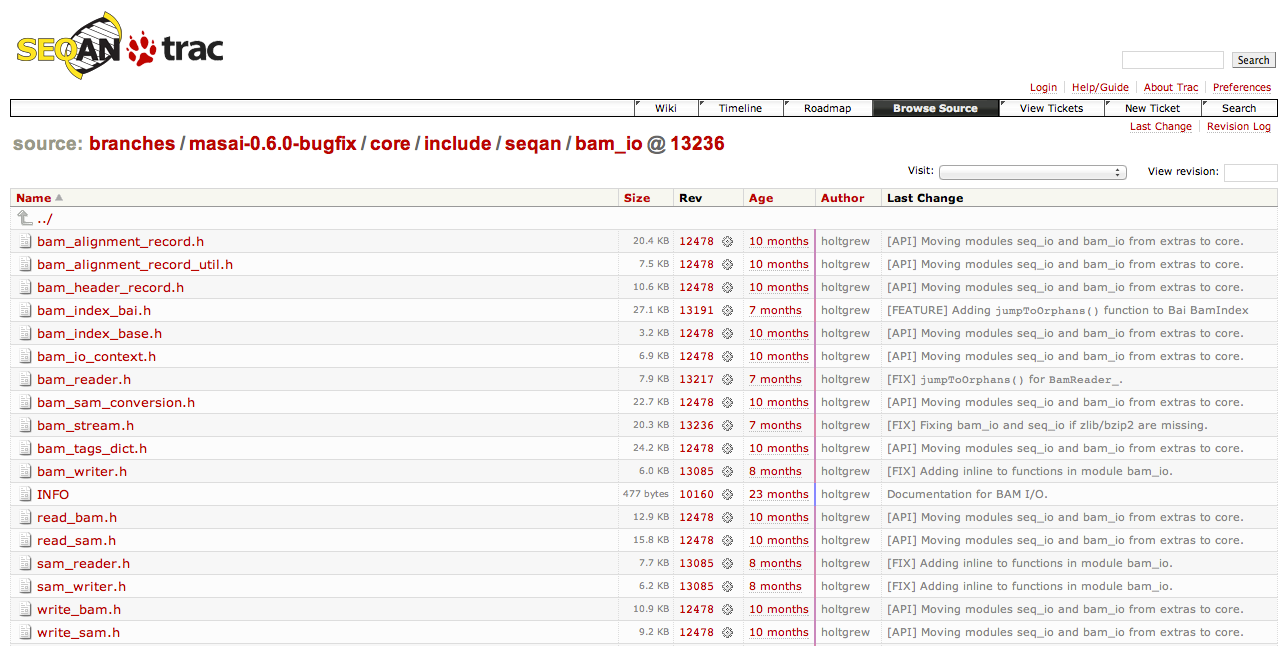 SEQAN trac
Search
Login Help/Guide About Trac Preferences
Wiki Timeline Roadmap Browse Source View Tickets New Ticket Search
Last Change Revision Log
source: branches / masai-0.6.0-bugfix / core / include / seqan / bam_io @ 13236
Visit: View revision:
Name Size Rev Age Author Last Change
../
bam_alignment_record.h 20.4 KB 12478 10 months holtgrew [API] Moving modules seq_io and bam_io from extras to core.
bam_alignment_record_util.h 7.5 KB 12478 10 months holtgrew [API] Moving modules seq_io and bam_io from extras to core.
bam_header_record.h 10.6 KB 12478 10 months holtgrew [API] Moving modules seq_io and bam_io from extras to core.
bam_index_bai.h 27.1 KB 13191 7 months holtgrew [FEATURE] Adding jumpToOrphans() function to Bai BamIndex
bam_index_base.h 3.2 KB 12478 10 months holtgrew [API] Moving modules seq_io and bam_io from extras to core.
bam_io_context.h 6.9 KB 12478 10 months holtgrew [API] Moving modules seq_io and bam_io from extras to core.
bam_reader.h 7.9 KB 13217 7 months holtgrew [FIX] jumpToOrphans() for BamReader_.
bam_sam_conversion.h 22.7 KB 12478 10 months holtgrew [API] Moving modules seq_io and bam_io from extras to core.
bam_stream.h 20.3 KB 13236 7 months holtgrew [FIX] Fixing bam_io and seq_io if zlib/bzip2 are missing.
bam_tags_dict.h 24.2 KB 12478 10 months holtgrew [API] Moving modules seq_io and bam_io from extras to core.
bam_writer.h 6.0 KB 13085 8 months holtgrew [FIX] Adding inline to functions in module bam_io.
INFO 477 bytes 10160 23 months holtgrew Documentation for BAM I/O.
read_bam.h 12.9 KB 12478 10 months holtgrew [API] Moving modules seq_io and bam_io from extras to core.
read_sam.h 15.8 KB 12478 10 months holtgrew [API] Moving modules seq_io and bam_io from extras to core.
sam_reader.h 7.7 KB 13085 8 months holtgrew [FIX] Adding inline to functions in module bam_io.
sam_writer.h 6.2 KB 13085 8 months holtgrew [FIX] Adding inline to functions in module bam_io.
write_bam.h 10.9 KB 12478 10 months holtgrew [API] Moving modules seq_io and bam_io from extras to core.
write_sam.h 9.2 KB 12478 10 months holtgrew [API] Moving modules seq_io and bam_io from extras to core.